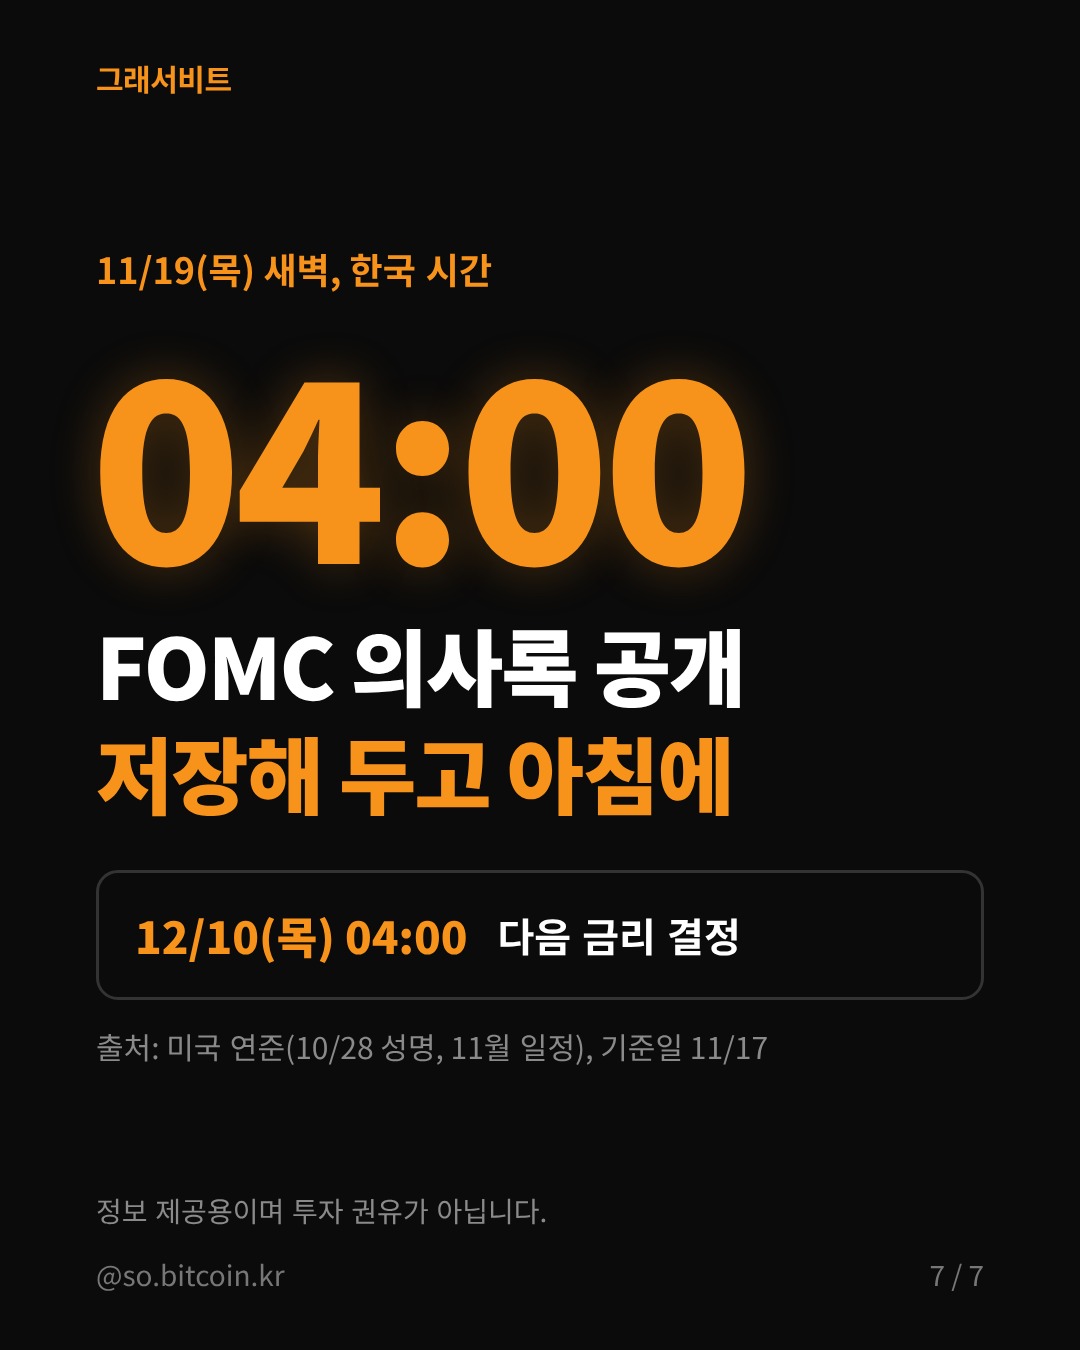 그래서비트
11/19(목) 새벽, 한국 시간
04:00
FOMC 의사록 공개
저장해 두고 아침에
12/10(목) 04:00 다음 금리 결정
출처: 미국 연준(10/28 성명, 11월 일정), 기준일 11/17
정보 제공용이며 투자 권유가 아닙니다.
@so.bitcoin.kr
7 / 7